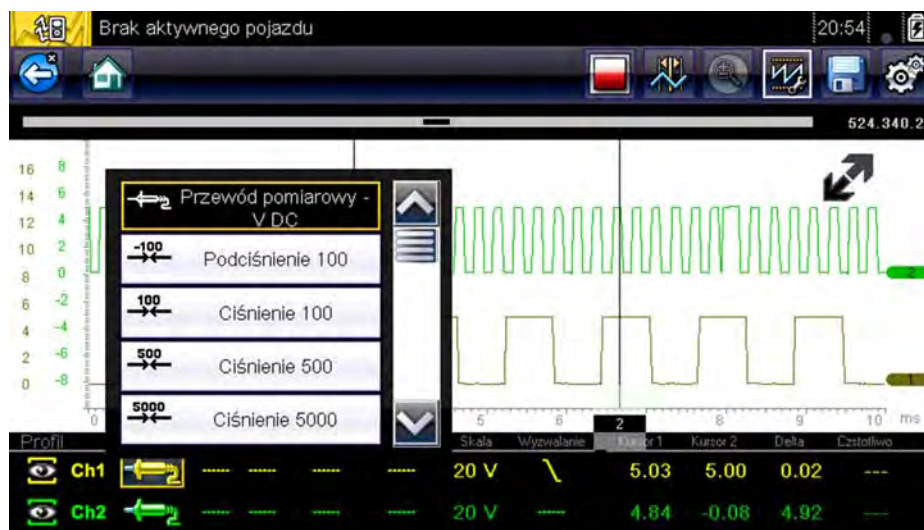 Brak aktywnego pojazdu
20:54
524.340.2
16 8
14 6
12 4
10 2
8 0
6 -2
4 -4
2 -6
0 -8
Przewód pomiarowy -
V DC
-100
Podciśnienie 100
100
Ciśnienie 100
500
Ciśnienie 500
5000
Ciśnienie 5000
2
1
0 5 6 8 9 10 ms
2
Profil Skala Wyzwalanie Kursor 1 Kursor 2 Delta Czstotliwo
Ch1 ------ ------ ------ ------ 20 V 5.03 5.00 0.02 ---
Ch2 ------ ------ ------ ------ 20 V ------ 4.84 -0.08 4.92 ---